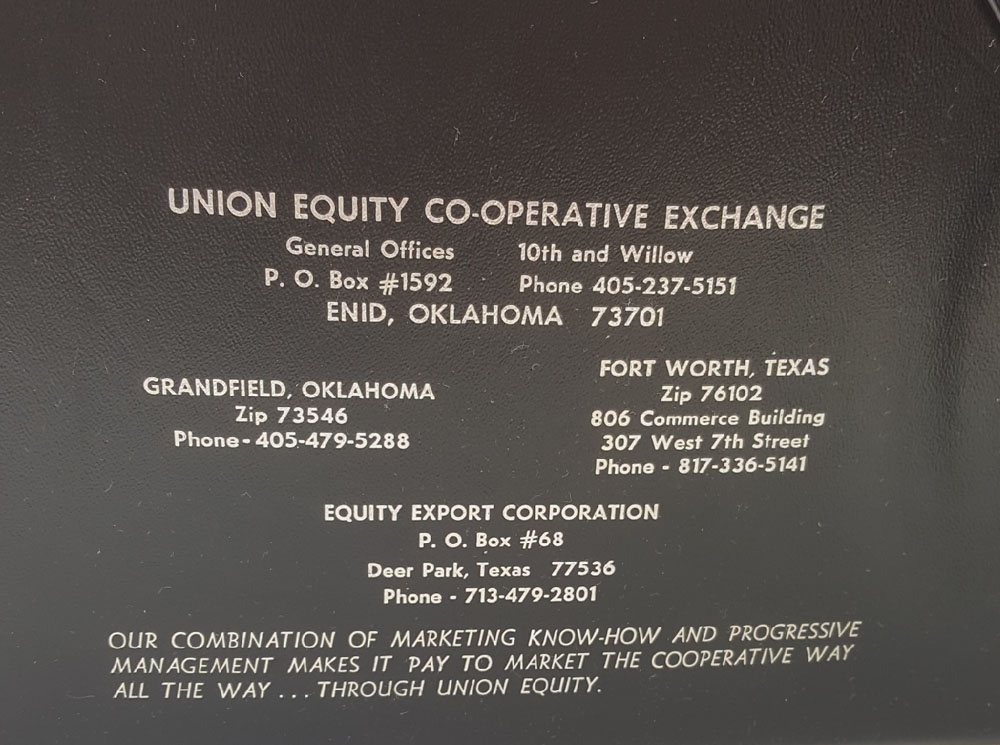 UNION EQUITY CO-OPERATIVE EXCHANGE
General Offices 10th and Willow
P. O. Box #1592 Phone 405-237-5151
ENID, OKLAHOMA 73701
GRANDFIELD, OKLAHOMA
Zip 73546
Phone - 405-479-5288
FORT WORTH, TEXAS
Zip 76102
806 Commerce Building
307 West 7th Street
Phone - 817-336-5141
EQUITY EXPORT CORPORATION
P. O. Box #68
Deer Park, Texas 77536
Phone - 713-479-2801
OUR COMBINATION OF MARKETING KNOW-HOW AND PROGRESSIVE
MANAGEMENT MAKES IT PAY TO MARKET THE COOPERATIVE WAY
ALL THE WAY . . . THROUGH UNION EQUITY.